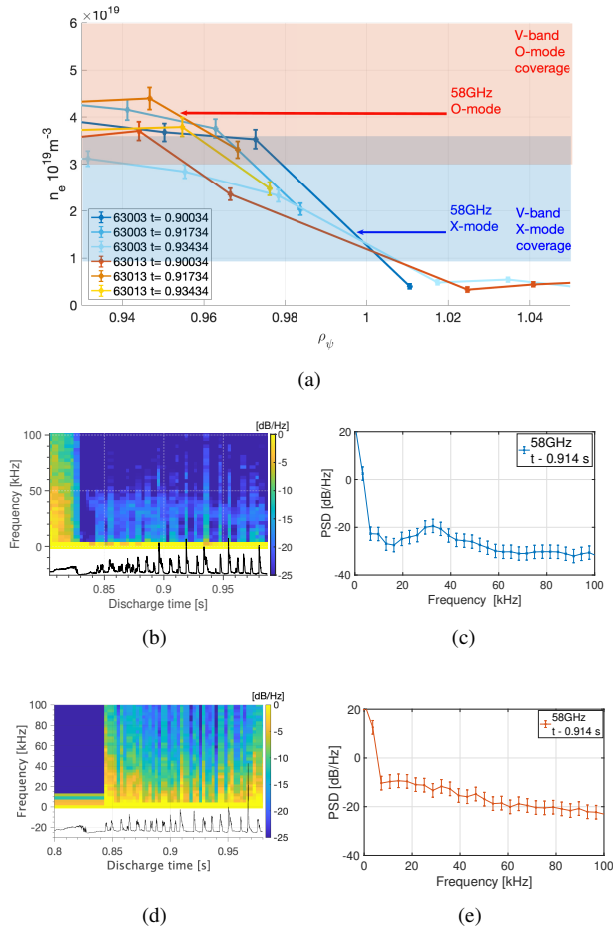 ×10⁺¹⁹
6
5
4
3
2
1
0
n_e 10¹⁹m⁻³
V-band
O-mode
coverage
58GHz
O-mode
58GHz
X-mode
V-band
X-mode
coverage
63003 t= 0.90034
63003 t= 0.91734
63003 t= 0.93434
63013 t= 0.90034
63013 t= 0.91734
63013 t= 0.93434
0.94 0.96 0.98 1 1.02 1.04
ρ_ψ
(a)
[dB/Hz]
100
50
0
Frequency [kHz]
0
-5
-10
-15
-20
-25
0.85 0.9 0.95
Discharge time [s]
(b)
20
0
-20
-40
PSD [dB/Hz]
58GHz
t - 0.914 s
0 20 40 60 80 100
Frequency [kHz]
(c)
[dB/Hz]
100
80
60
40
20
0
-20
Frequency [kHz]
0
-5
-10
-15
-20
-25
0.8 0.85 0.9 0.95
Discharge time [s]
(d)
20
0
-20
-40
PSD [dB/Hz]
58GHz
t - 0.914 s
0 20 40 60 80 100
Frequency [kHz]
(e)